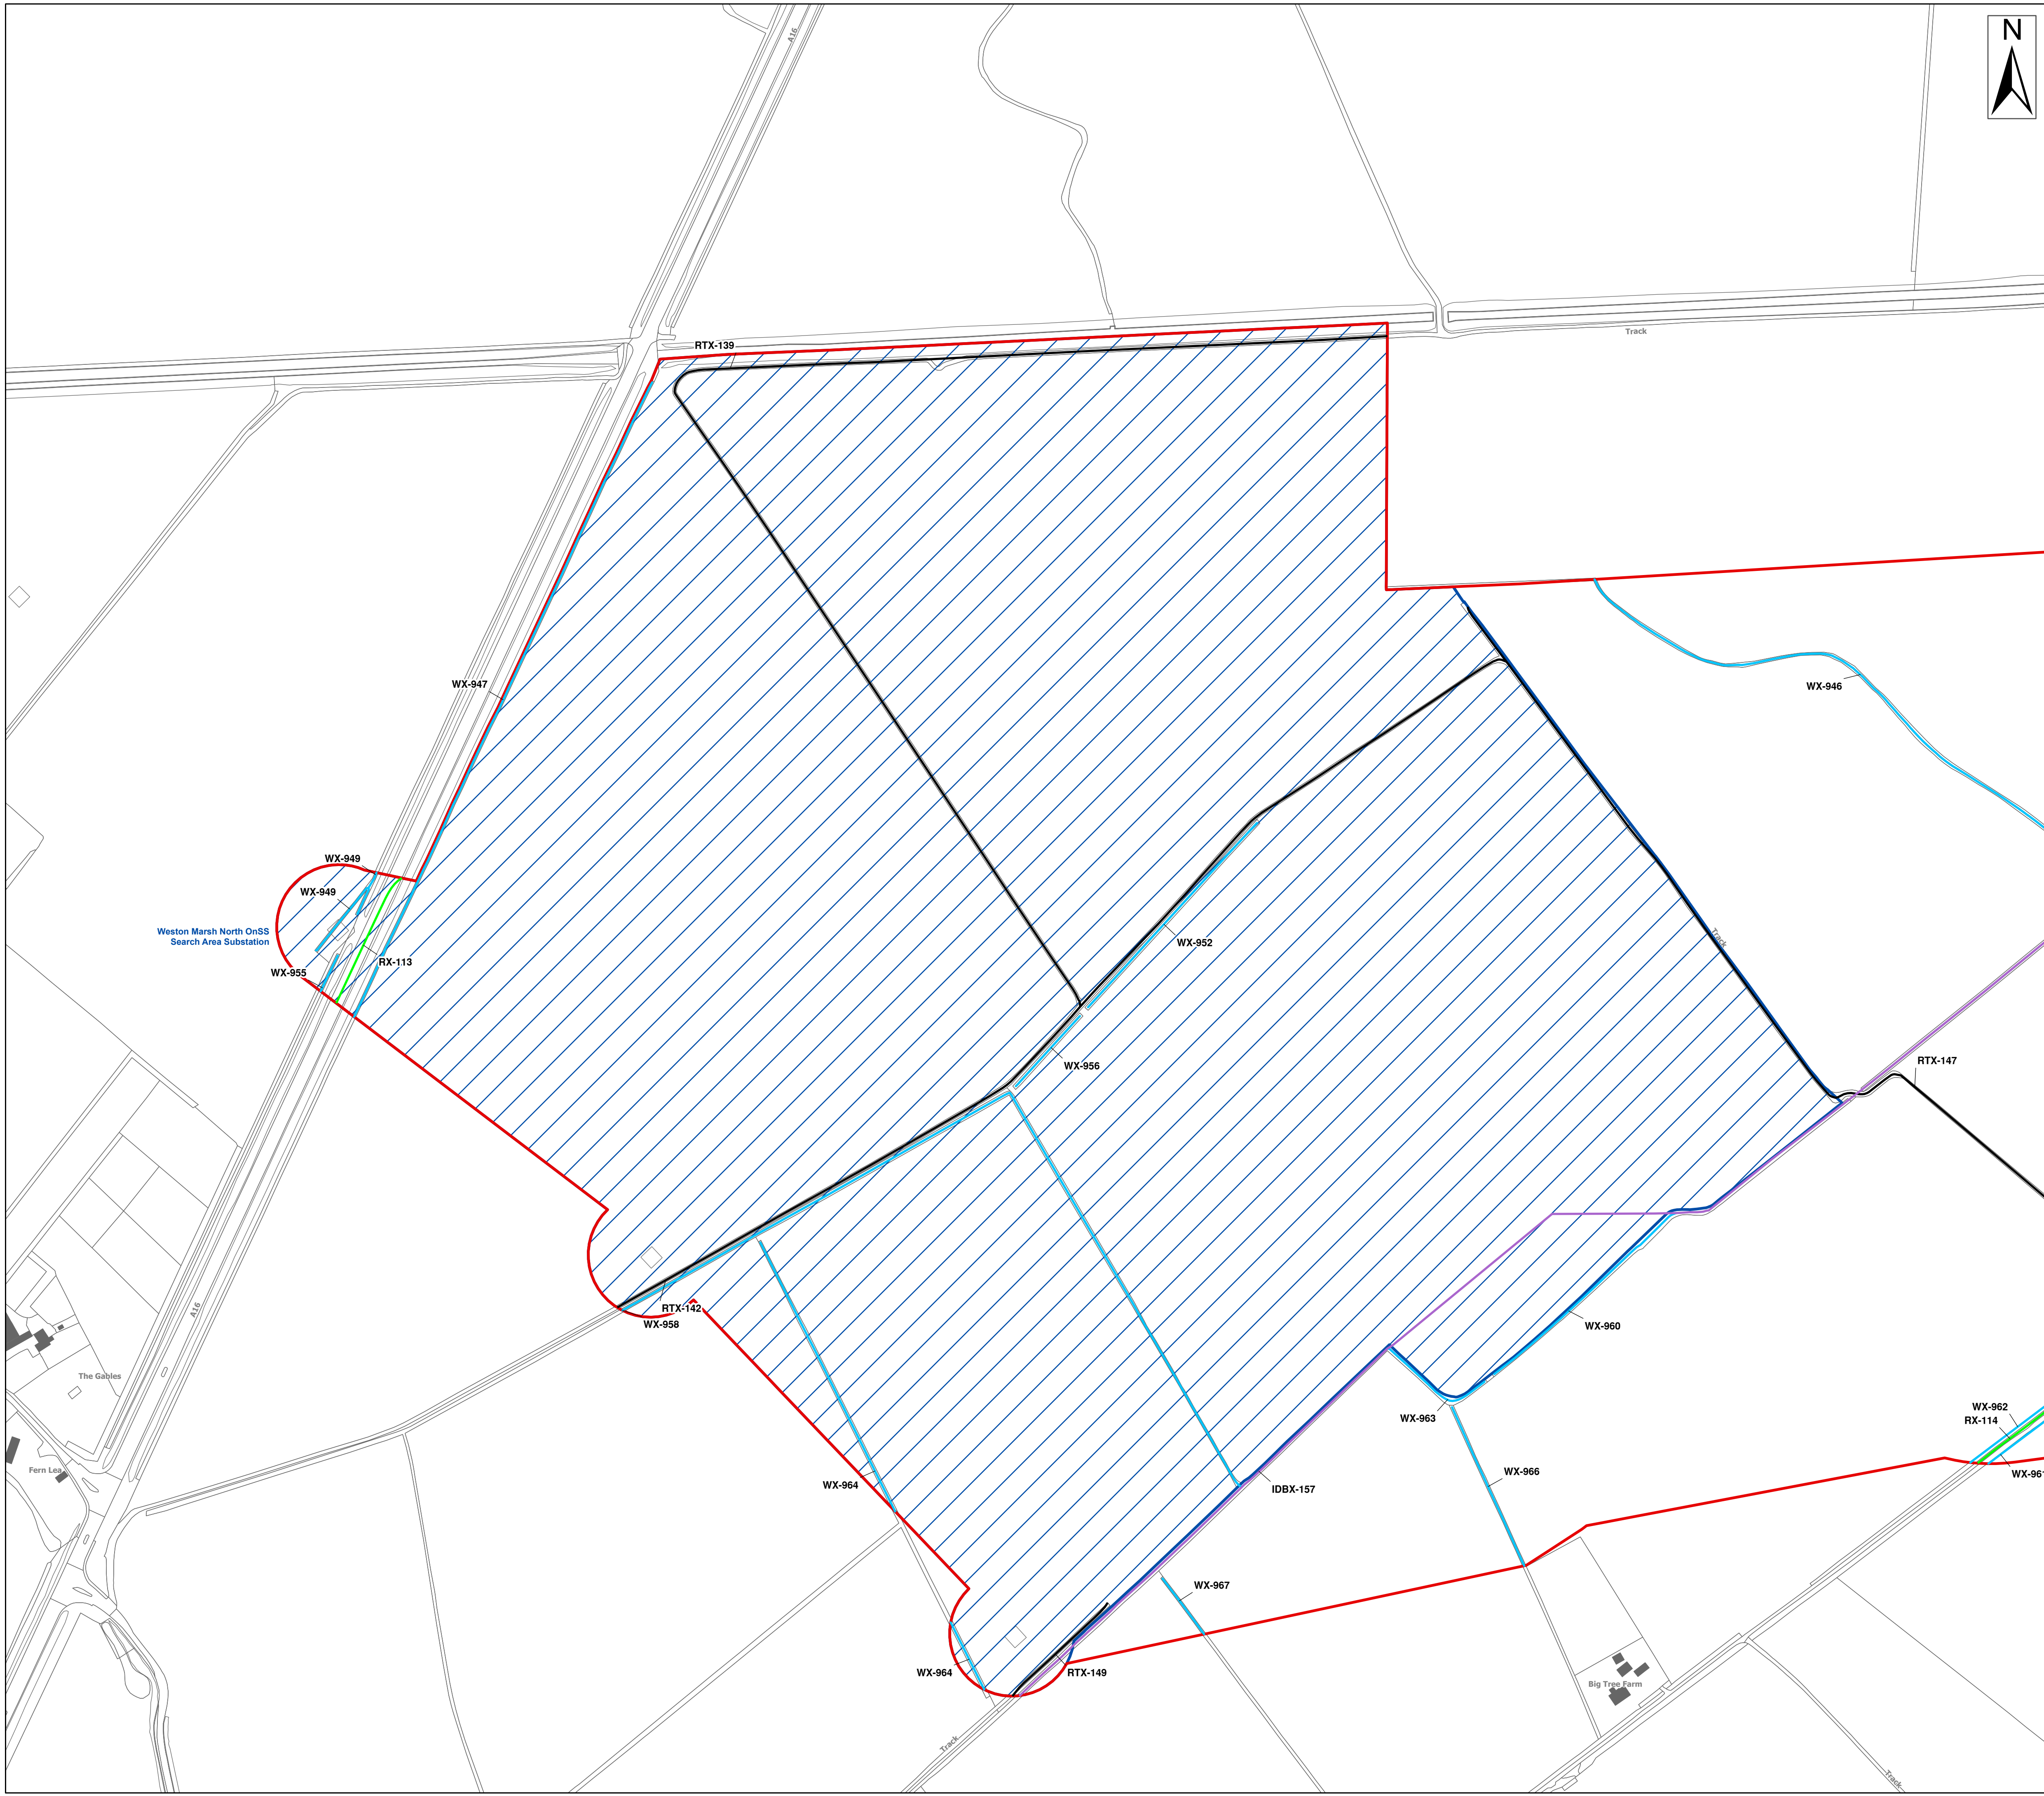 A16
N
Track
RTX-139
WX-947
WX-946
WX-949
WX-949
Weston Marsh North OnSS
Search Area Substation
WX-955
RX-113
WX-952
Track
WX-956
RTX-147
A16
RTX-142
WX-958
WX-960
The Gables
WX-963
WX-962
RX-114
Fern Lea
WX-964
WX-966
WX-961
IDBX-157
WX-967
WX-964
RTX-149
Big Tree Farm
Track
Track